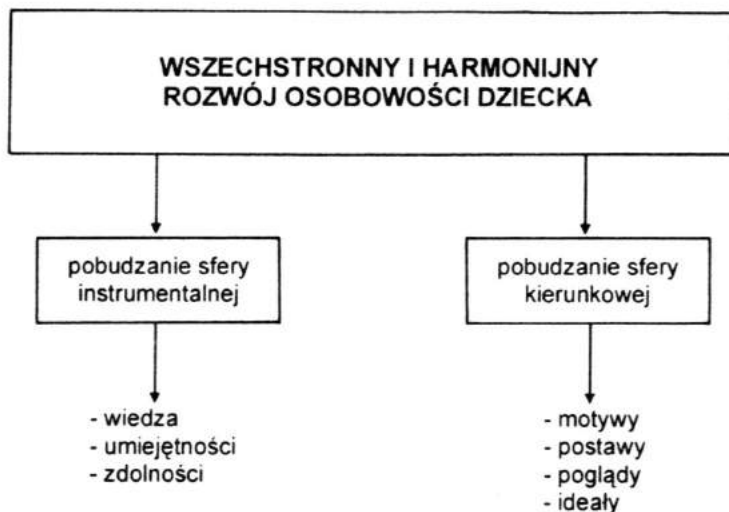 WSZECHSTRONNY I HARMONIJNY
ROZWÓJ OSOBOWOŚCI DZIECKA
pobudzanie sfery
instrumentalnej
pobudzanie sfery
kierunkowej
- wiedza
- umiejętności
- zdolności
- motywy
- postawy
- poglądy
- ideały